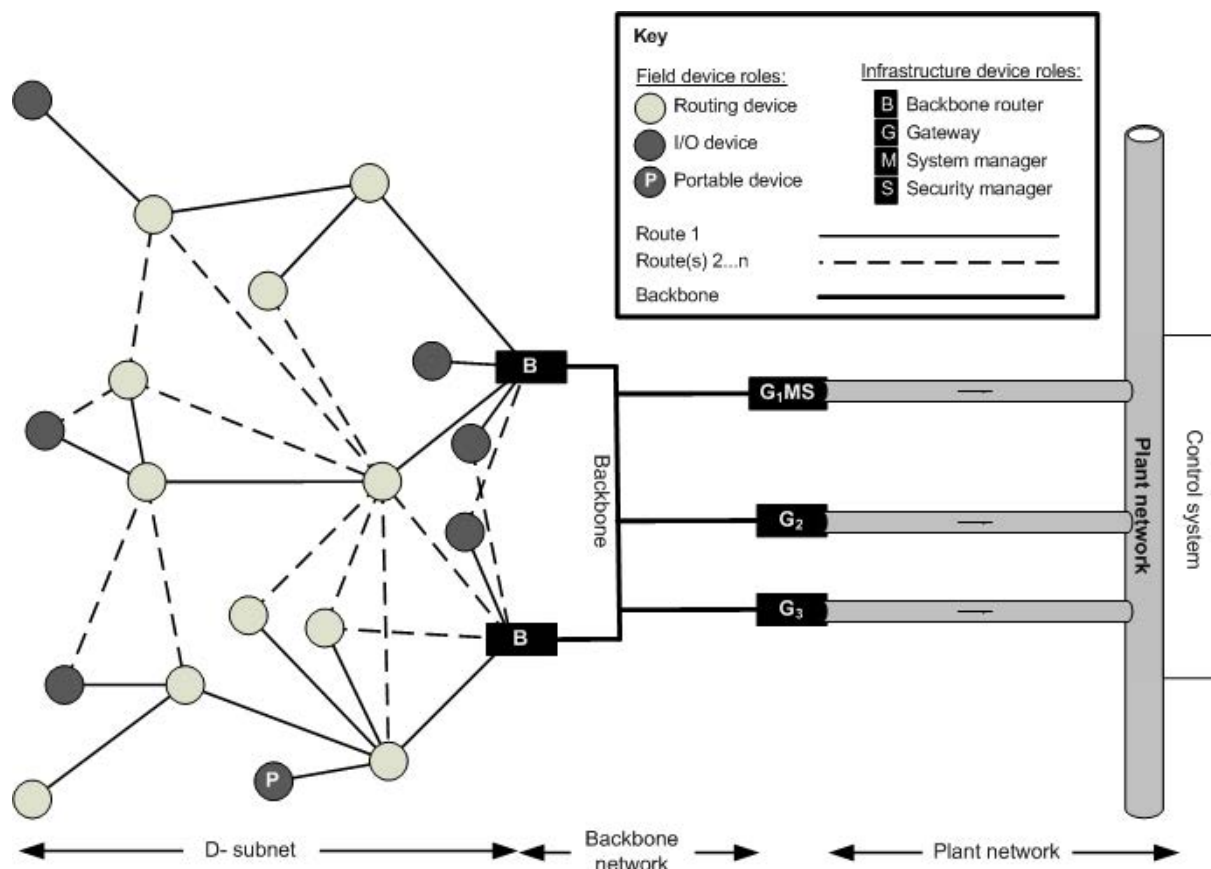 Key
Field device roles:
Routing device
I/O device
P Portable device
Infrastructure device roles:
B Backbone router
G Gateway
M System manager
S Security manager
Route 1
Route(s) 2...n
Backbone
B
G₁MS
Backbone
G₂
G₃
B
P
Plant network
Control system
D- subnet
Backbone
network
Plant network